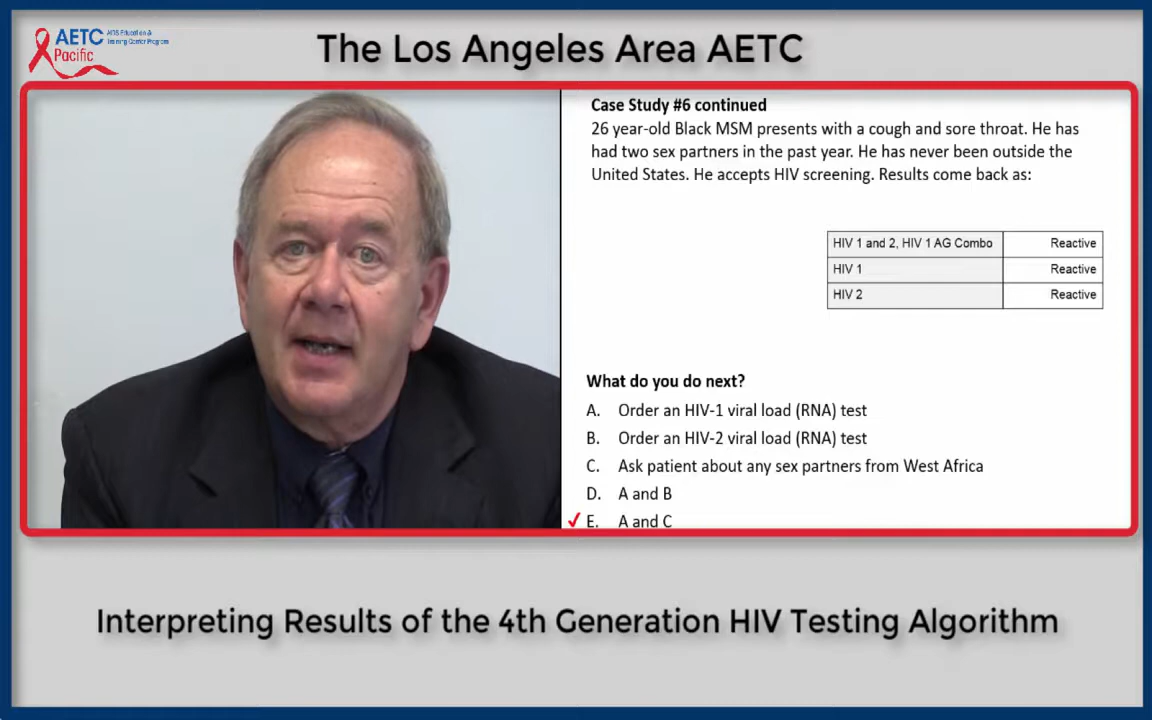 AETC AIDS Education &
Training Center Program
Pacific
The Los Angeles Area AETC
Case Study #6 continued
26 year-old Black MSM presents with a cough and sore throat. He has
had two sex partners in the past year. He has never been outside the
United States. He accepts HIV screening. Results come back as:
HIV 1 and 2, HIV 1 AG Combo Reactive
HIV 1 Reactive
HIV 2 Reactive
What do you do next?
A. Order an HIV-1 viral load (RNA) test
B. Order an HIV-2 viral load (RNA) test
C. Ask patient about any sex partners from West Africa
D. A and B
✓ E. A and C
Interpreting Results of the 4th Generation HIV Testing Algorithm